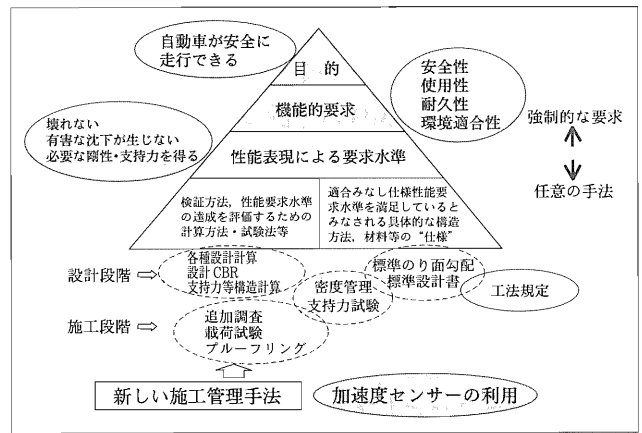 自動車が安全に
走行できる
目 的
安全性
使用性
耐久性
環境適合性
機能的要求
強制的な要求
壊れない
有害な沈下が生じない
必要な剛性・支持力を得る
性能表現による要求水準
任意の手法
検証方法，性能要求水準
の達成を評価するための
計算方法・試験法等
適合みなし仕様性能要
求水準を満足していると
みなされる具体的な構造
方法，材料等の“仕様”
設計段階
各種設計計算
設計 CBR
支持力等構造計算
標準のり面勾配
標準設計書
密度管理
支持力試験
工法規定
施工段階
追加調査
載荷試験
プルーフリング
新しい施工管理手法
加速度センサーの利用